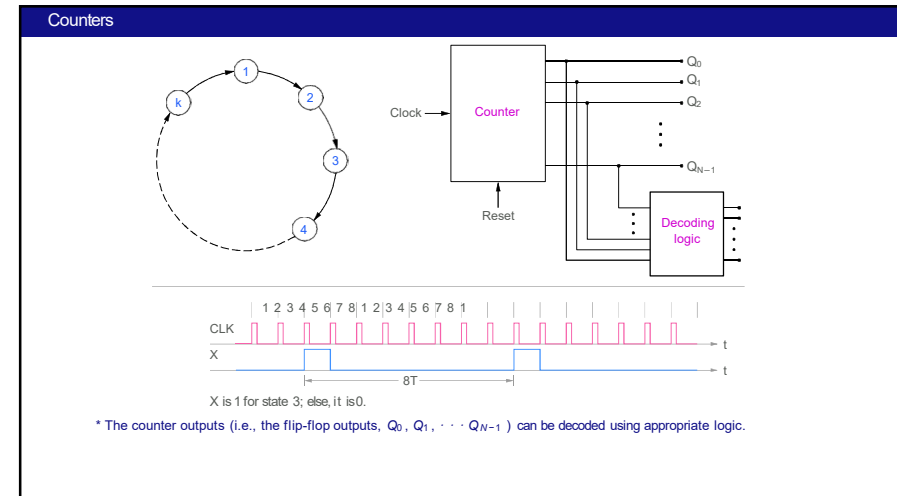 Counters
1
2
3
4
k
Clock
Counter
Reset
Q0
Q1
Q2
QN−1
Decoding
logic
1 2 3 4 5 6 7 8 1 2 3 4 5 6 7 8 1
CLK
t
X
t
8T
X is 1 for state 3; else, it is0.
* The counter outputs (i.e., the flip-flop outputs, Q0 , Q1 , · · · QN−1 ) can be decoded using appropriate logic.